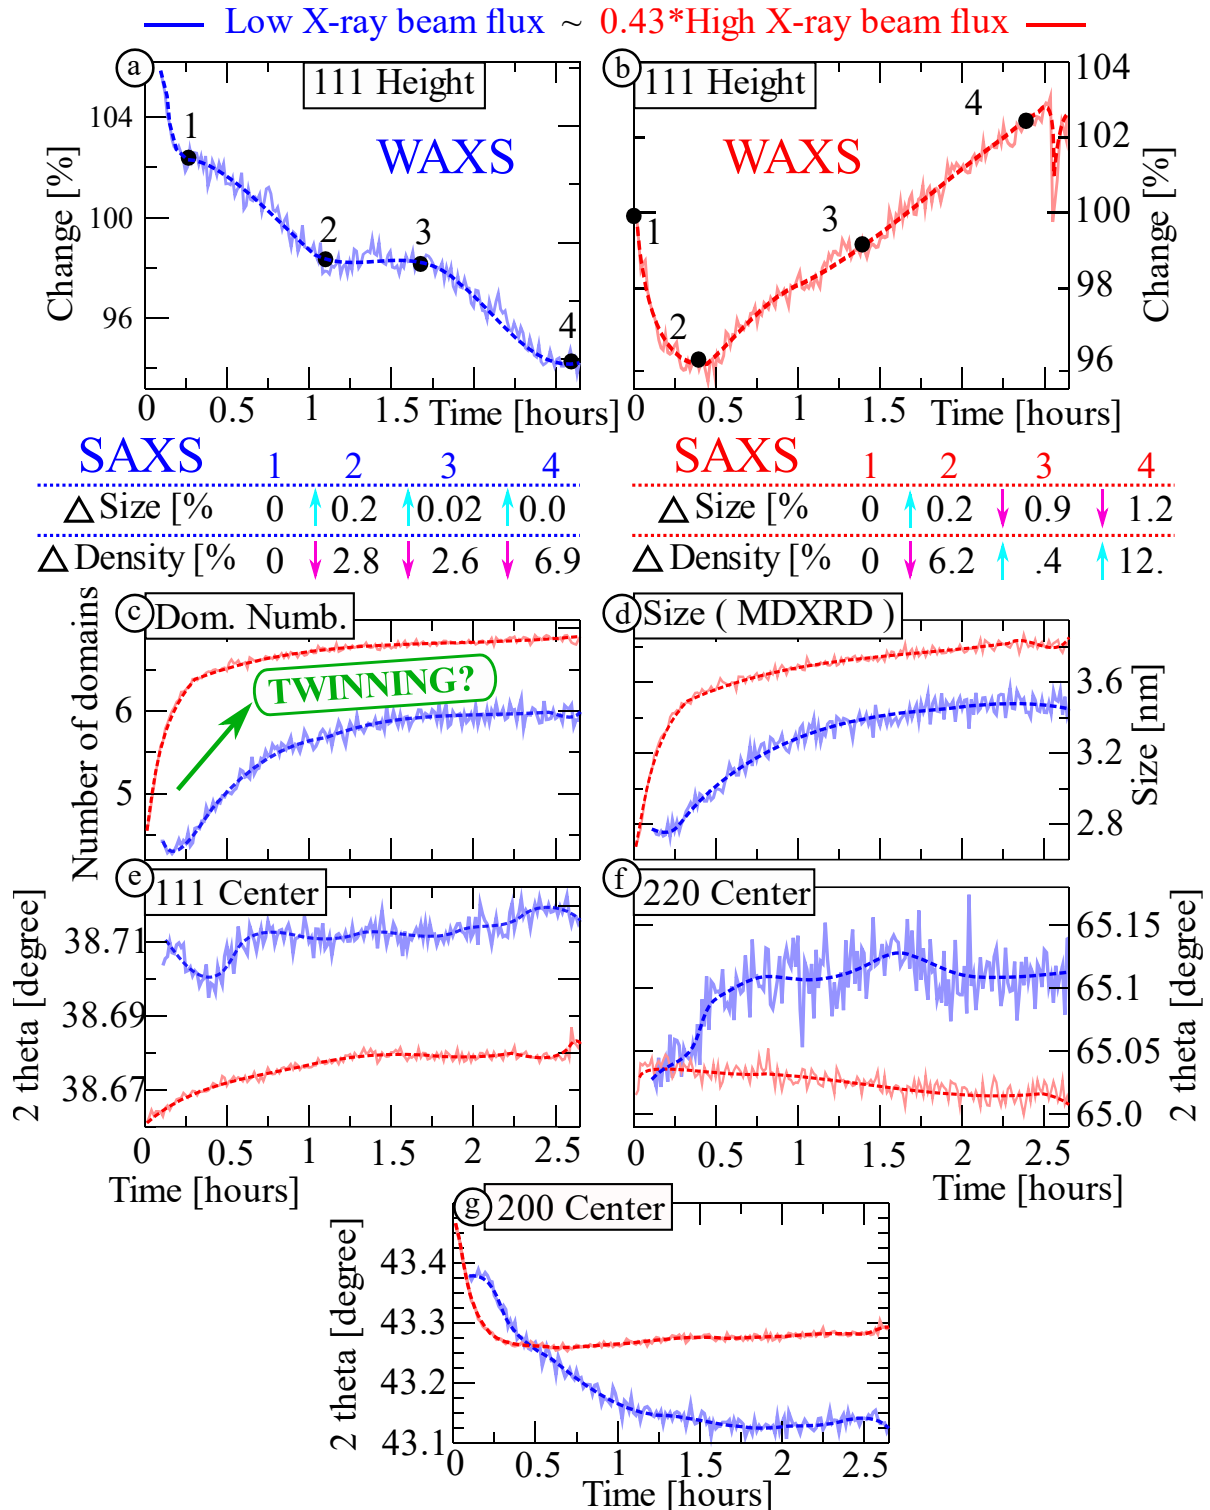 Low X-ray beam flux ~ 0.43*High X-ray beam flux
a 111 Height
WAXS
1
2
3
4
104
100
96
Change [%]
0 0.5 1 1.5 Time [hours]
b 111 Height
WAXS
1
2
3
4
104
102
100
98
96
Change [%]
0 0.5 1 1.5 Time [hours]
SAXS 1 2 3 4
△ Size [% 0 ↑ 0.2 ↑ 0.02 ↑ 0.0
△ Density [% 0 ↓ 2.8 ↓ 2.6 ↓ 6.9
SAXS 1 2 3 4
△ Size [% 0 ↑ 0.2 ↓ 0.9 ↓ 1.2
△ Density [% 0 ↓ 6.2 ↑ .4 ↑ 12.
c Dom. Numb.
TWINNING?
6
5
Number of domains
d Size ( MDXRD )
3.6
3.2
2.8
Size [nm]
e 111 Center
38.71
38.69
38.67
2 theta [degree]
0 0.5 1 1.5 2 2.5
Time [hours]
f 220 Center
65.15
65.1
65.05
65.0
2 theta [degree]
0 0.5 1 1.5 2 2.5
Time [hours]
g 200 Center
43.4
43.3
43.2
43.1
2 theta [degree]
0 0.5 1 1.5 2 2.5
Time [hours]